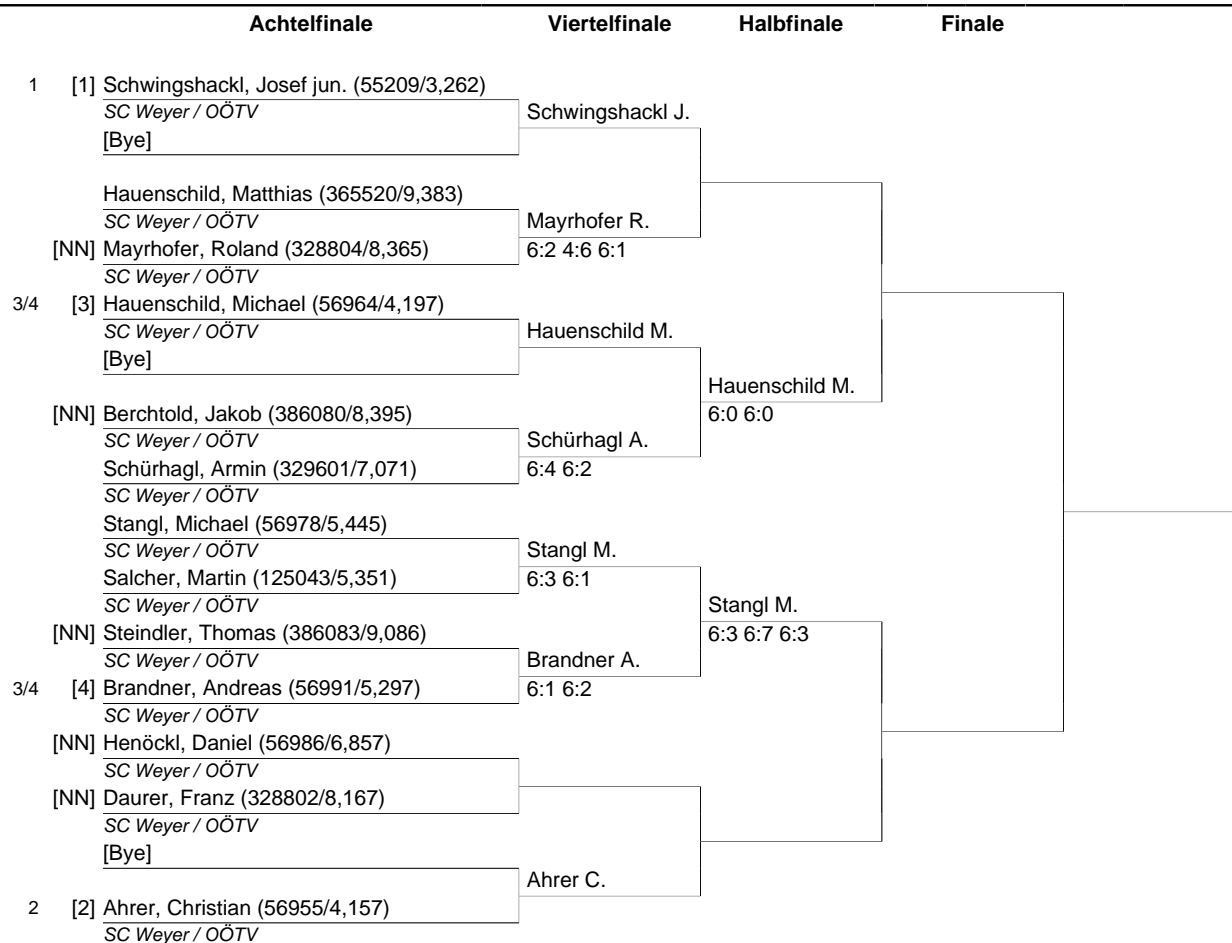 Achtelfinale Viertelfinale Halbfinale Finale
1 [1] Schwingshackl, Josef jun. (55209/3,262)
SC Weyer / OÖTV Schwingshackl J.
[Bye]
Hauenschild, Matthias (365520/9,383)
SC Weyer / OÖTV Mayrhofer R.
[NN] Mayrhofer, Roland (328804/8,365) 6:2 4:6 6:1
SC Weyer / OÖTV
3/4 [3] Hauenschild, Michael (56964/4,197)
SC Weyer / OÖTV Hauenschild M.
[Bye]
Hauenschild M.
[NN] Berchtold, Jakob (386080/8,395) 6:0 6:0
SC Weyer / OÖTV Schürhagl A.
Schürhagl, Armin (329601/7,071) 6:4 6:2
SC Weyer / OÖTV
Stangl, Michael (56978/5,445)
SC Weyer / OÖTV Stangl M.
Salcher, Martin (125043/5,351) 6:3 6:1
SC Weyer / OÖTV Stangl M.
[NN] Steindler, Thomas (386083/9,086) 6:3 6:7 6:3
SC Weyer / OÖTV Brandner A.
3/4 [4] Brandner, Andreas (56991/5,297) 6:1 6:2
SC Weyer / OÖTV
[NN] Henöckl, Daniel (56986/6,857)
SC Weyer / OÖTV
[NN] Daurer, Franz (328802/8,167)
SC Weyer / OÖTV
[Bye]
Ahrer C.
2 [2] Ahrer, Christian (56955/4,157)
SC Weyer / OÖTV